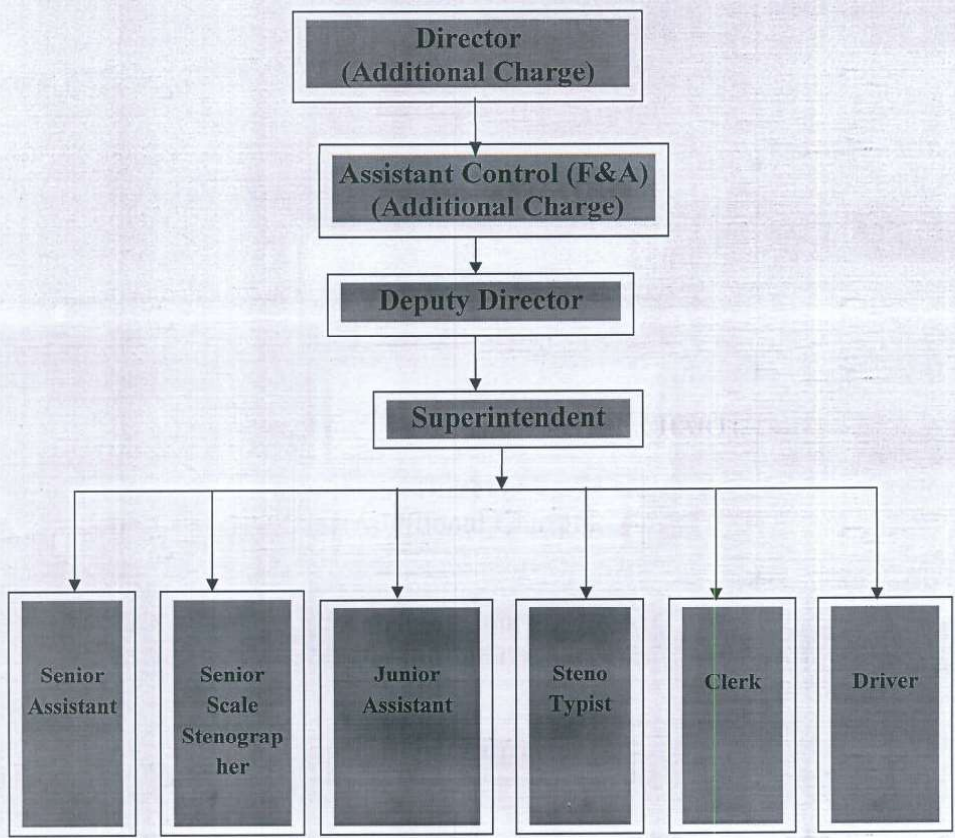 Director
(Additional Charge)
Assistant Control (F&A)
(Additional Charge)
Deputy Director
Superintendent
Senior
Assistant
Senior
Scale
Stenograp
her
Junior
Assistant
Steno
Typist
Clerk
Driver